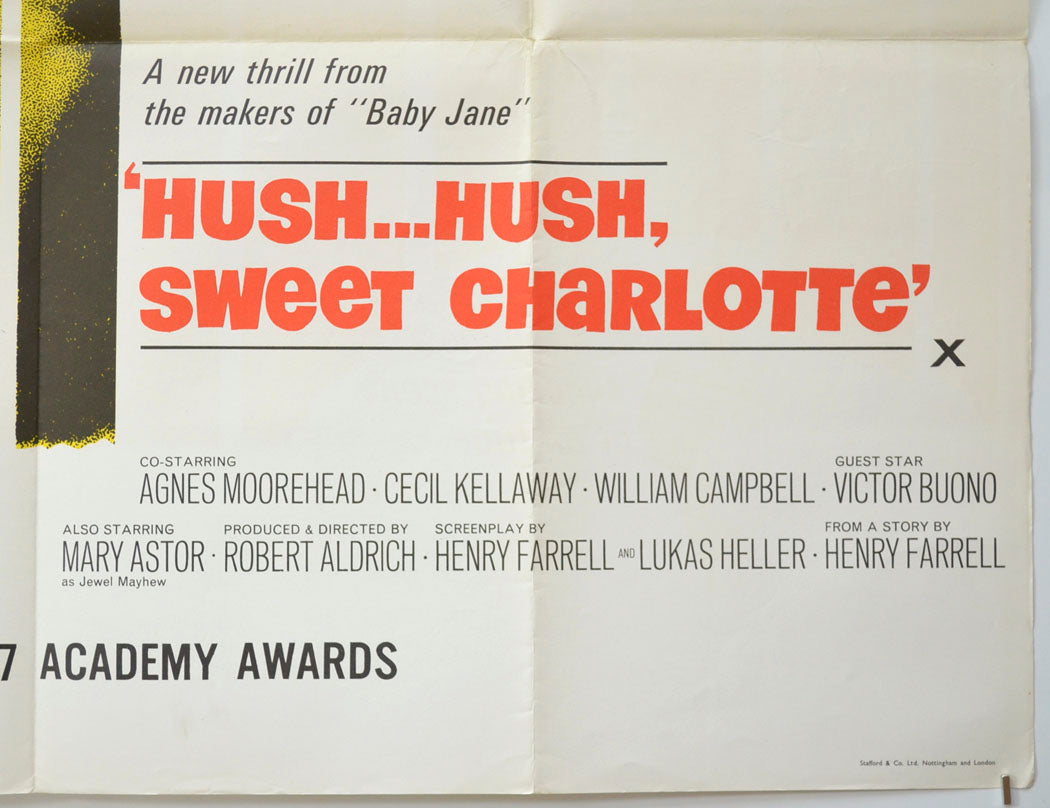 A new thrill from
the makers of "Baby Jane"
'HUSH...HUSH,
SWEET CHARLOTTE'
X
CO-STARRING GUEST STAR
AGNES MOOREHEAD · CECIL KELLAWAY · WILLIAM CAMPBELL · VICTOR BUONO
ALSO STARRING PRODUCED & DIRECTED BY SCREENPLAY BY FROM A STORY BY
MARY ASTOR · ROBERT ALDRICH · HENRY FARRELL AND LUKAS HELLER · HENRY FARRELL
as Jewel Mayhew
7 ACADEMY AWARDS
Stafford & Co. Ltd. Nottingham and London